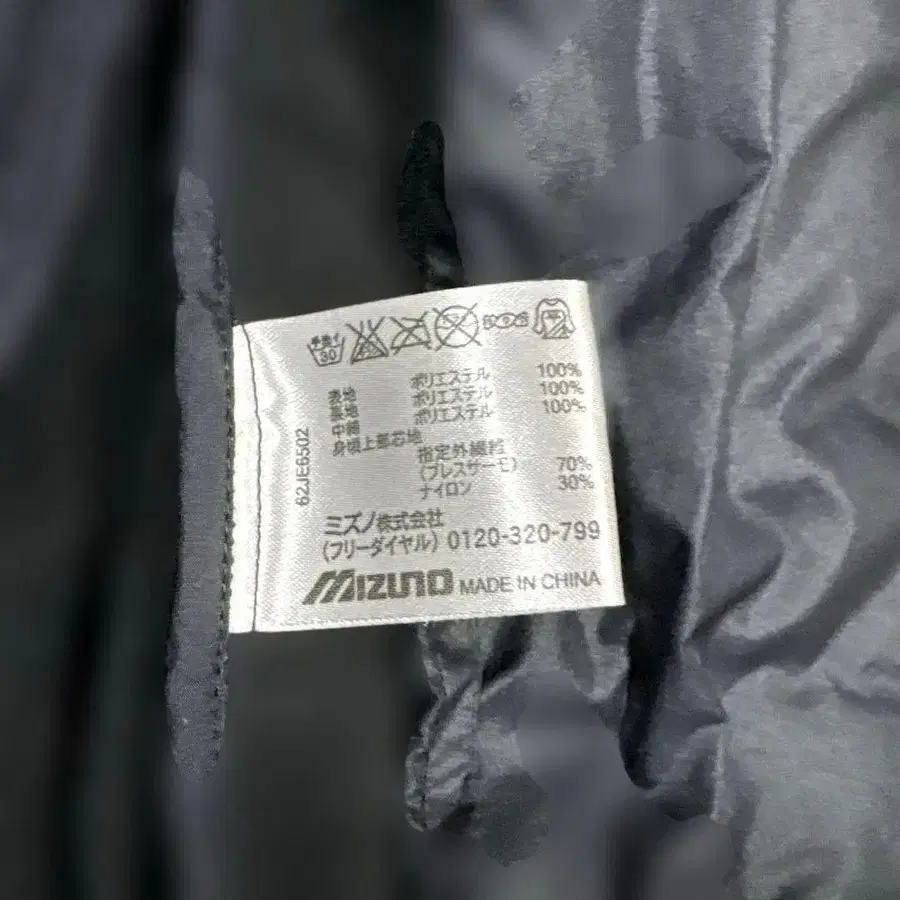 手洗イ 30
表地 ポリエステル 100%
裏地 ポリエステル 100%
中綿 ポリエステル 100%
身頃上部芯地
指定外繊維
(ブレスサーモ) 70%
ナイロン 30%
ミズノ株式会社
(フリーダイヤル) 0120-320-799
MIZUNO MADE IN CHINA
62JE6502